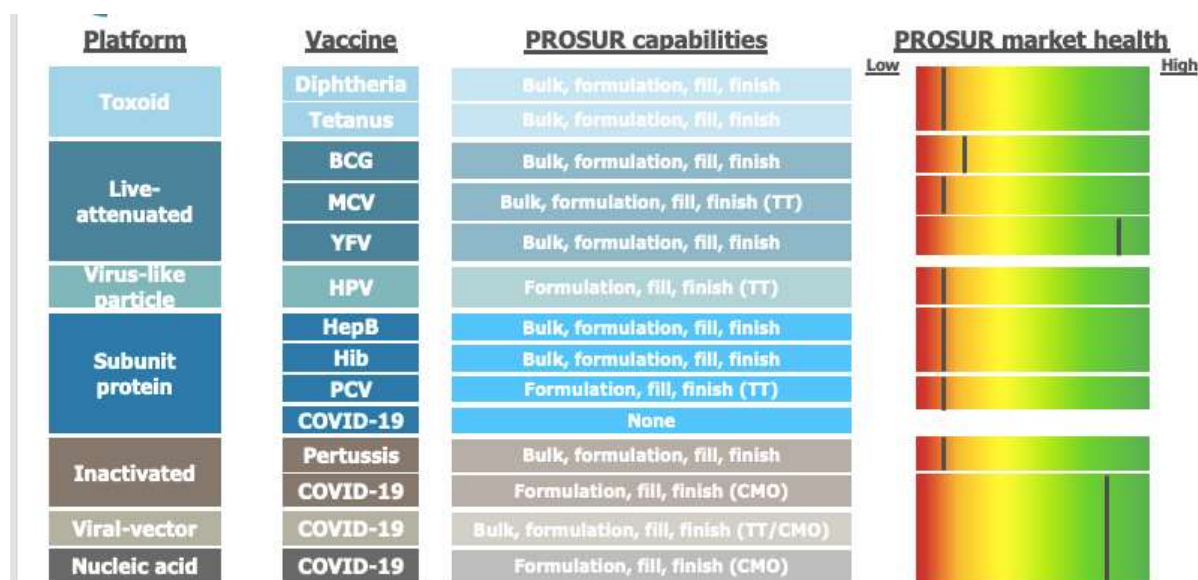 Platform Vaccine PROSUR capabilities PROSUR market health
Low High
Toxoid
Diphtheria Bulk, formulation, fill, finish
Tetanus Bulk, formulation, fill, finish
Live-
attenuated
BCG Bulk, formulation, fill, finish
MCV Bulk, formulation, fill, finish (TT)
YFV Bulk, formulation, fill, finish
Virus-like
particle
HPV Formulation, fill, finish (TT)
Subunit
protein
HepB Bulk, formulation, fill, finish
Hib Bulk, formulation, fill, finish
PCV Formulation, fill, finish (TT)
COVID-19 None
Inactivated
Pertussis Bulk, formulation, fill, finish
COVID-19 Formulation, fill, finish (CMO)
Viral-vector COVID-19 Bulk, formulation, fill, finish (TT/CMO)
Nucleic acid COVID-19 Formulation, fill, finish (CMO)